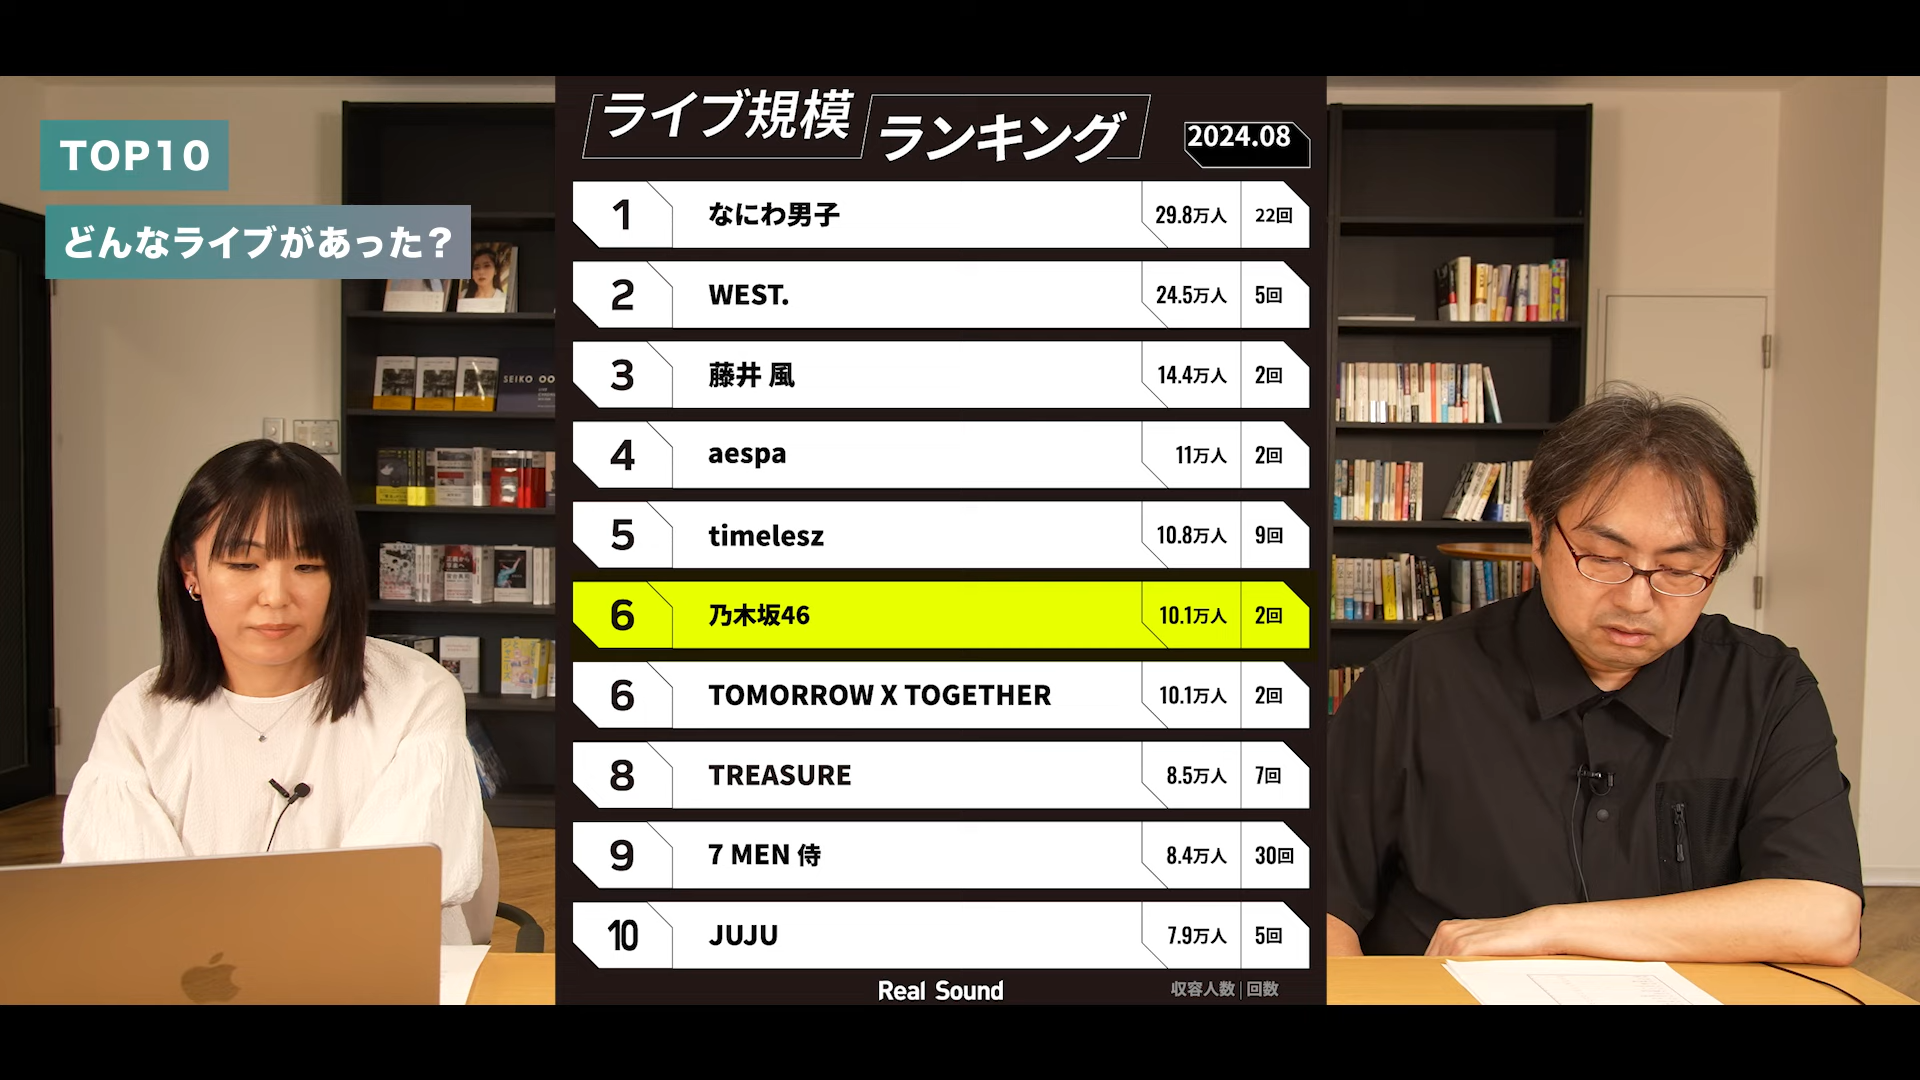 TOP10
どんなライブがあった？
ライブ規模
ランキング
2024.08
1 なにわ男子 29.8万人 22回
2 WEST. 24.5万人 5回
3 藤井 風 14.4万人 2回
4 aespa 11万人 2回
5 timelesz 10.8万人 9回
6 乃木坂46 10.1万人 2回
6 TOMORROW X TOGETHER 10.1万人 2回
8 TREASURE 8.5万人 7回
9 7 MEN 侍 8.4万人 30回
10 JUJU 7.9万人 5回
Real Sound
収容人数 | 回数
SEIKO OO